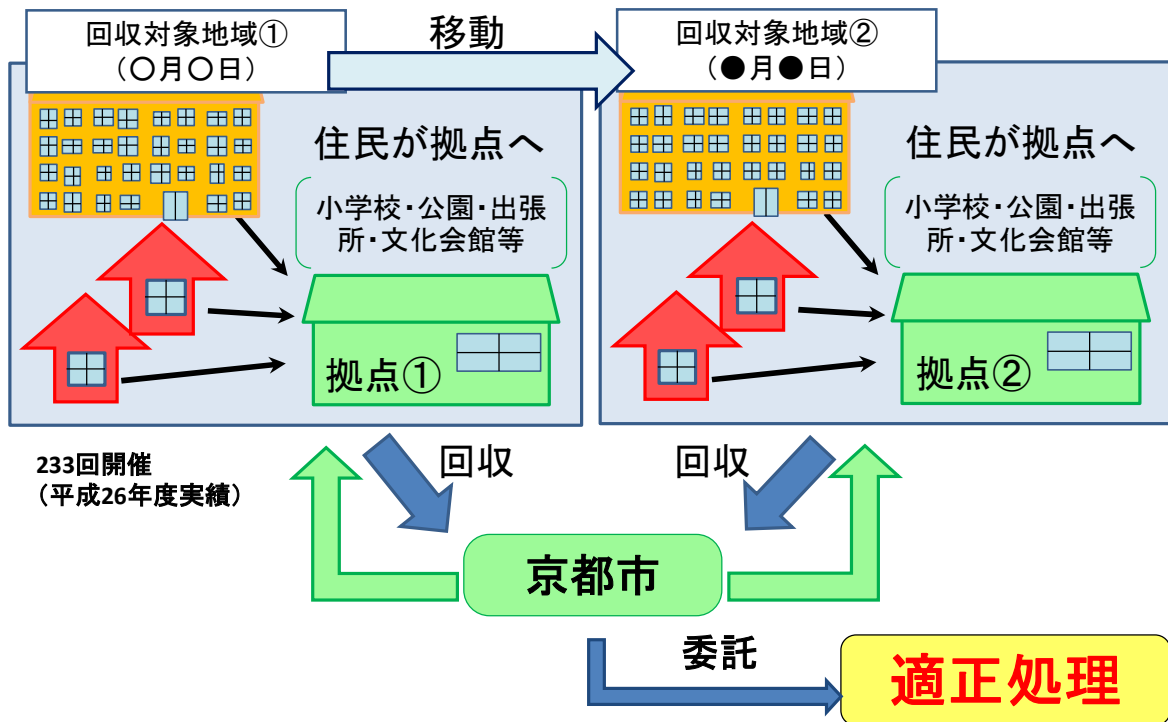 回収対象地域①
（○月○日）
移動
回収対象地域②
（●月●日）
住民が拠点へ
小学校・公園・出張
所・文化会館等
拠点①
住民が拠点へ
小学校・公園・出張
所・文化会館等
拠点②
233回開催
（平成26年度実績）
回収
回収
京都市
委託
適正処理